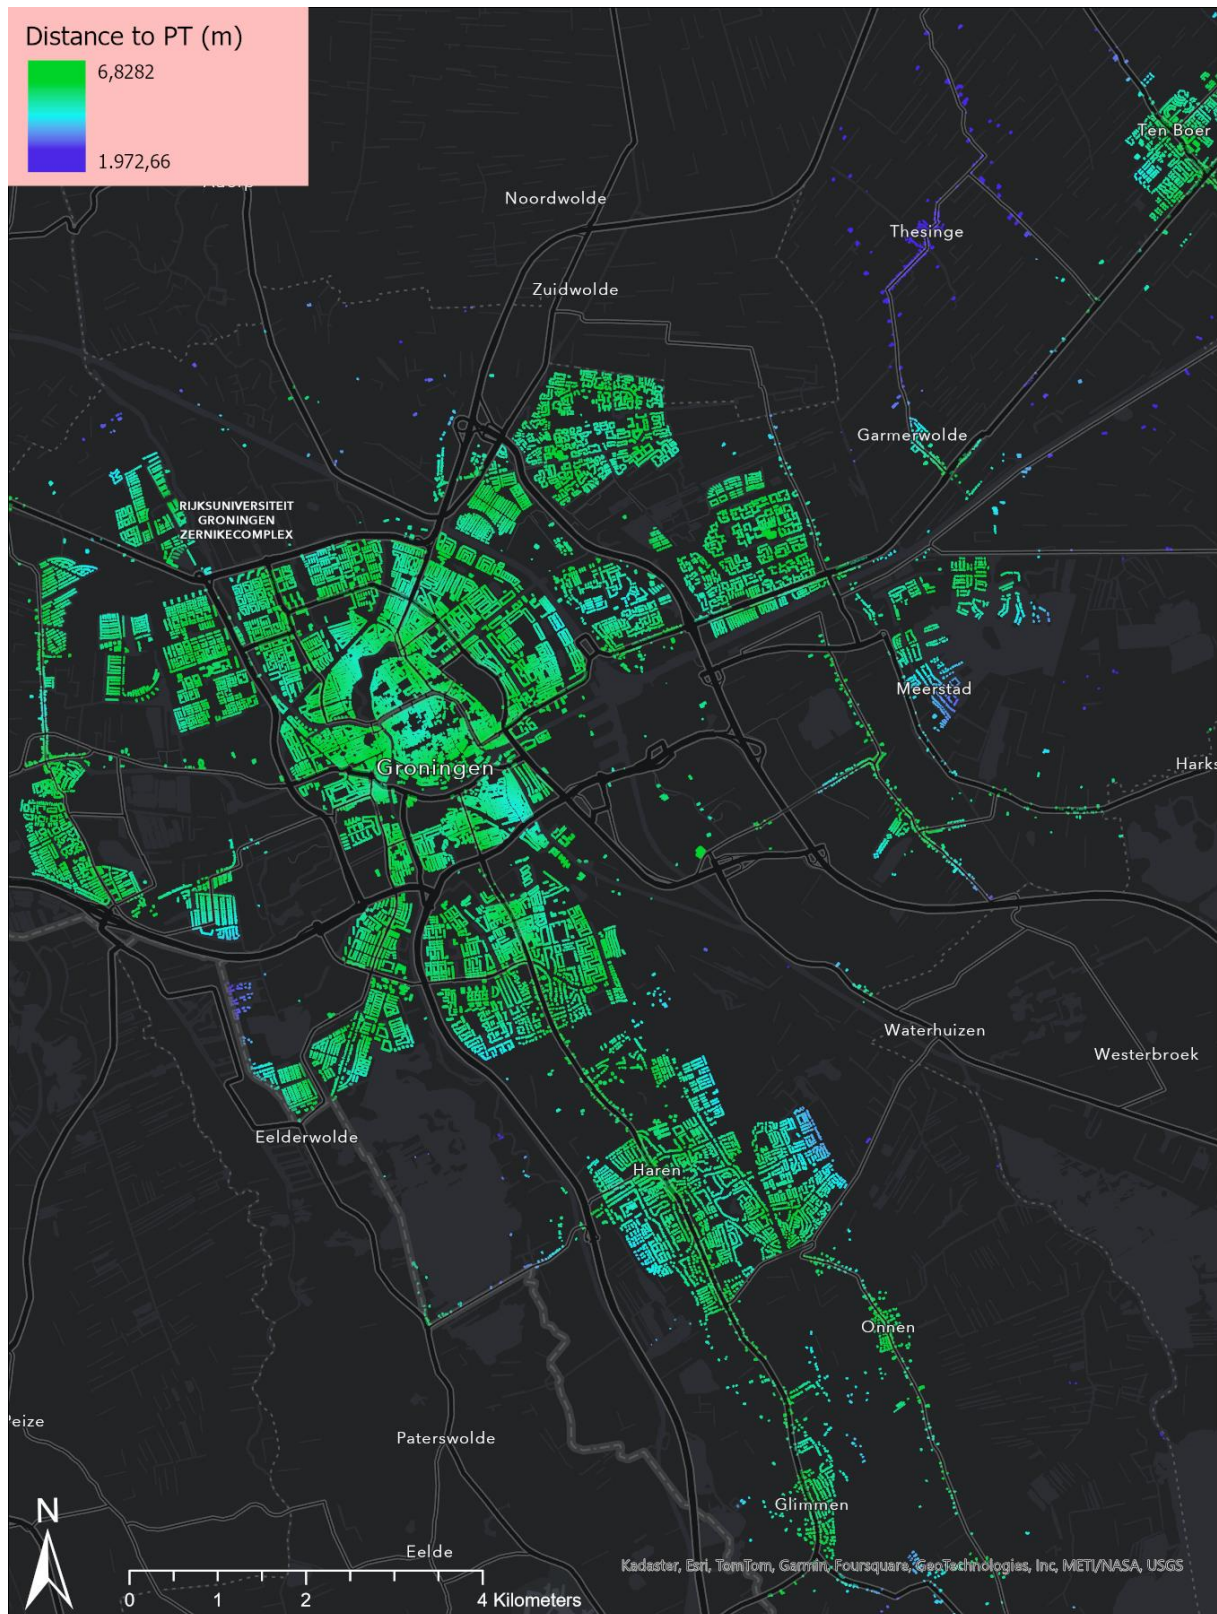 Distance to PT (m)
6,8282
1.972,66
Ten Boer
Noordwolde
Thesinge
Zuidwolde
Garmerwolde
RIJKSUNIVERSITEIT
GRONINGEN
ZERNIKECOMPLEX
Meerstad
Groningen
Harks
Waterhuizen
Westerbroek
Eelderwolde
Haren
Onnen
Peize
Paterswolde
Glimmen
N
Eelde
Kadaster, Esri, TomTom, Garmin, Foursquare, GeoTechnologies, Inc, METI/NASA, USGS
0 1 2 4 Kilometers